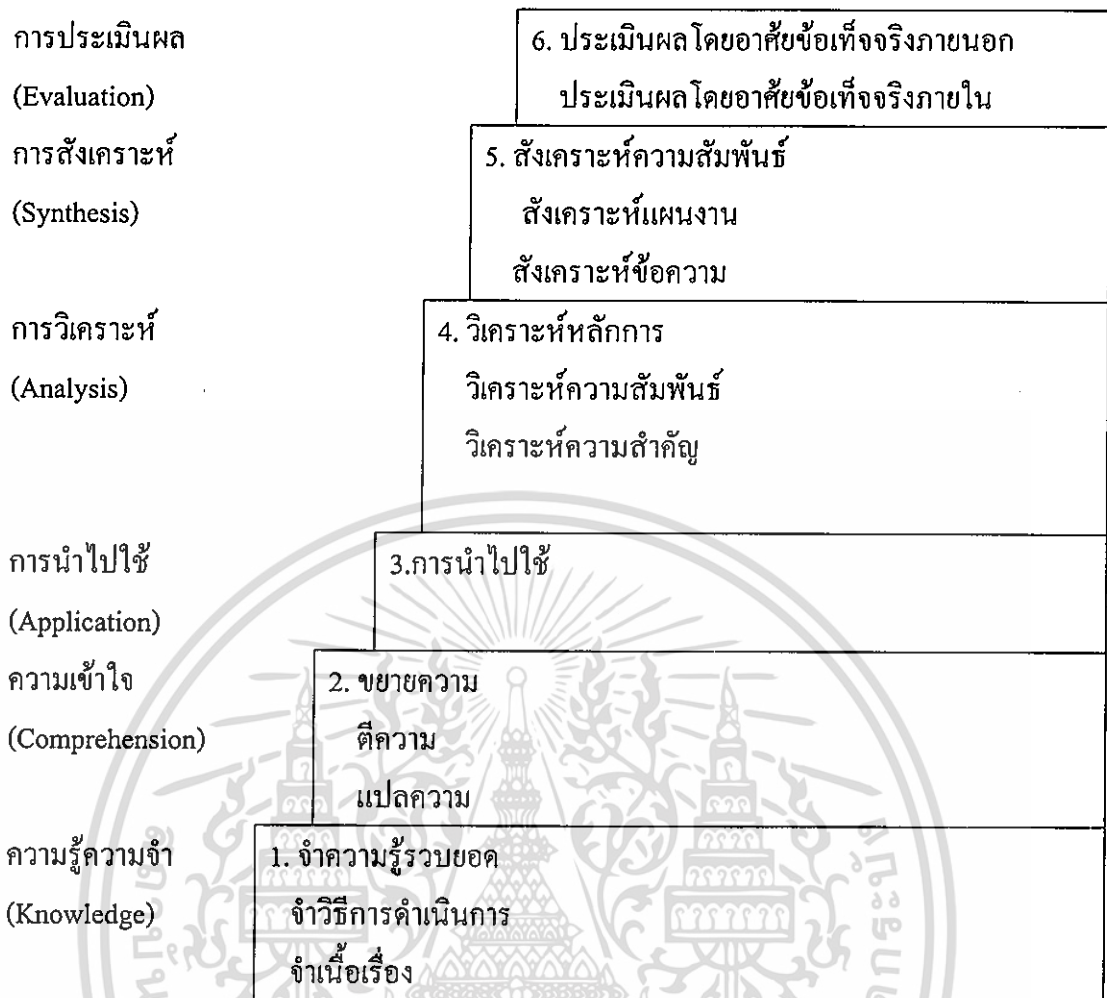 การประเมินผล 6. ประเมินผลโดยอาศัยข้อเท็จจริงภายนอก
(Evaluation) ประเมินผลโดยอาศัยข้อเท็จจริงภายใน
การสังเคราะห์ 5. สังเคราะห์ความสัมพันธ์
(Synthesis) สังเคราะห์แผนงาน
สังเคราะห์ข้อความ
การวิเคราะห์ 4. วิเคราะห์หลักการ
(Analysis) วิเคราะห์ความสัมพันธ์
วิเคราะห์ความสำคัญ
การนำไปใช้ 3.การนำไปใช้
(Application)
ความเข้าใจ 2. ขยายความ
(Comprehension) ตีความ
แปลความ
ความรู้ความจำ 1. จำความรู้รวบยอด
(Knowledge) จำวิธีการดำเนินการ
จำเนื้อเรื่อง